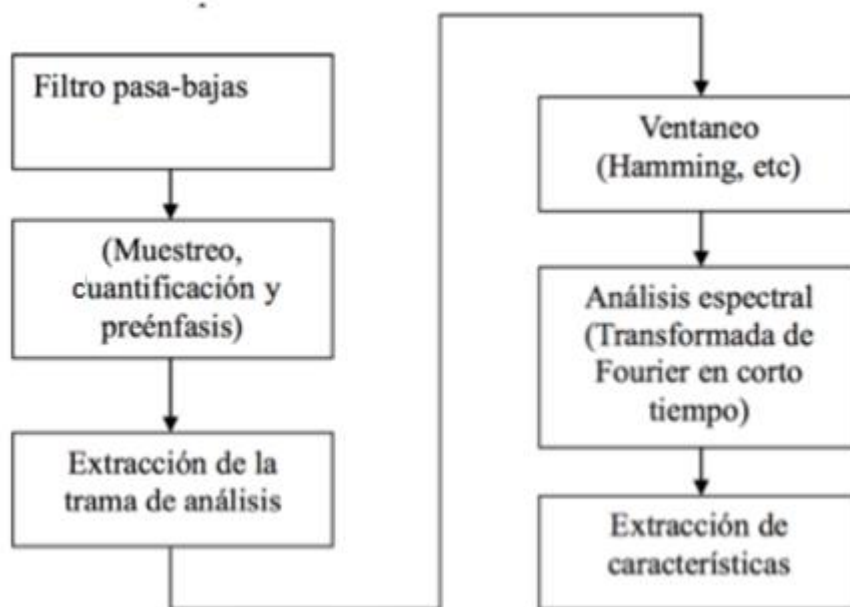 Filtro pasa-bajas
(Muestreo,
cuantificación y
preénfasis)
Extracción de la
trama de análisis
Ventaneo
(Hamming, etc)
Análisis espectral
(Transformada de
Fourier en corto
tiempo)
Extracción de
características